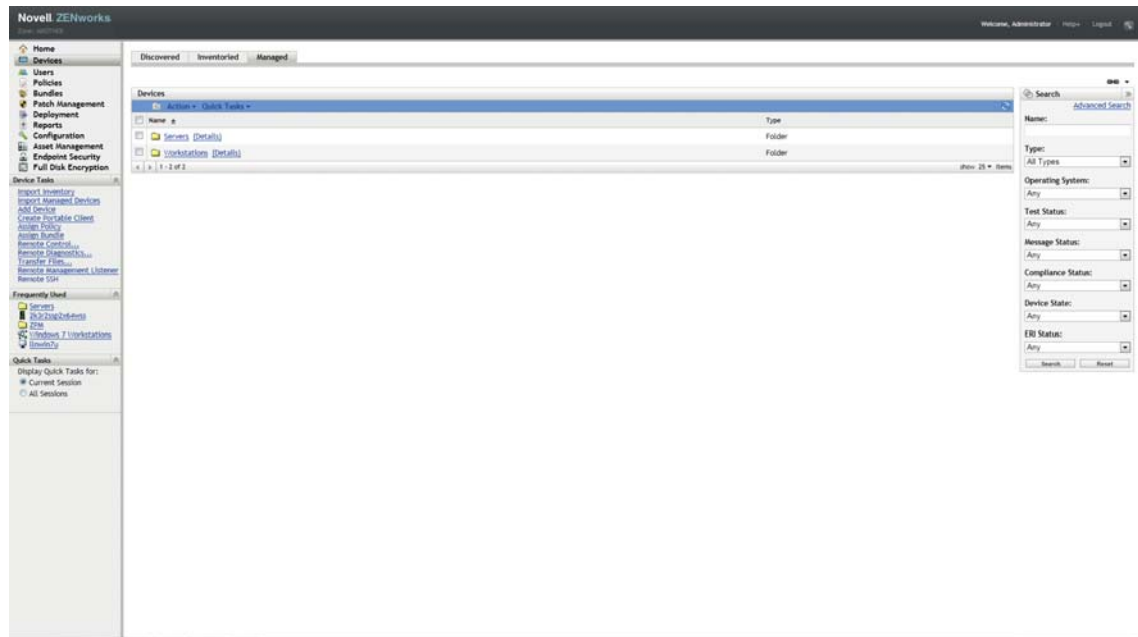 Novell ZENworks
Welcome, Administrator Help Logout
Home
Devices
Users
Policies
Bundles
Patch Management
Deployment
Reports
Configuration
Asset Management
Endpoint Security
Full Disk Encryption
Device Tasks
Import Inventory
Import Managed Devices
Add Device
Create Portable Client
Assign Policy
Assign Bundle
Remote Control...
Remote Diagnostics...
Transfer Files...
Remote Management Listener
Remote SSH
Frequently Used
Servers
ZPM
Windows 7 Workstations
Quick Tasks
Display Quick Tasks for:
Current Session
All Sessions
Discovered Inventoried Managed
Devices
Action Quick Tasks
Name Type
Servers (Details) Folder
Workstations (Details) Folder
1 - 2 of 2 show 25 items
Search
Advanced Search
Name:
Type:
All Types
Operating System:
Any
Test Status:
Any
Message Status:
Any
Compliance Status:
Any
Device State:
Any
ERI Status:
Any
Search Reset